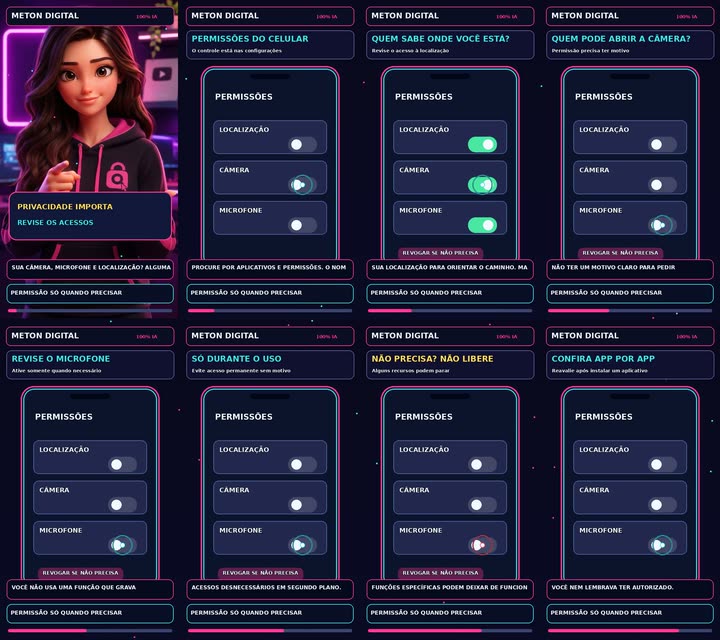 METON DIGITAL
100% IA
PRIVACIDADE IMPORTA
REVISE OS ACESSOS
SUA CÂMERA, MICROFONE E LOCALIZAÇÃO? ALGUMA
PERMISSÃO SÓ QUANDO PRECISAR
METON DIGITAL
100% IA
PERMISSÕES DO CELULAR
O controle está nas configurações
PERMISSÕES
LOCALIZAÇÃO
CÂMERA
MICROFONE
PROCURE POR APLICATIVOS E PERMISSÕES. O NOM
PERMISSÃO SÓ QUANDO PRECISAR
METON DIGITAL
100% IA
QUEM SABE ONDE VOCÊ ESTÁ?
Revise o acesso à localização
PERMISSÕES
LOCALIZAÇÃO
CÂMERA
MICROFONE
REVOGAR SE NÃO PRECISA
SUA LOCALIZAÇÃO PARA ORIENTAR O CAMINHO. MA
PERMISSÃO SÓ QUANDO PRECISAR
METON DIGITAL
100% IA
QUEM PODE ABRIR A CÂMERA?
Permissão precisa ter motivo
PERMISSÕES
LOCALIZAÇÃO
CÂMERA
MICROFONE
REVOGAR SE NÃO PRECISA
NÃO TER UM MOTIVO CLARO PARA PEDIR
PERMISSÃO SÓ QUANDO PRECISAR
METON DIGITAL
100% IA
REVISE O MICROFONE
Ative somente quando necessário
PERMISSÕES
LOCALIZAÇÃO
CÂMERA
MICROFONE
REVOGAR SE NÃO PRECISA
VOCÊ NÃO USA UMA FUNÇÃO QUE GRAVA
PERMISSÃO SÓ QUANDO PRECISAR
METON DIGITAL
100% IA
SÓ DURANTE O USO
Evite acesso permanente sem motivo
PERMISSÕES
LOCALIZAÇÃO
CÂMERA
MICROFONE
REVOGAR SE NÃO PRECISA
ACESSOS DESNECESSÁRIOS EM SEGUNDO PLANO.
PERMISSÃO SÓ QUANDO PRECISAR
METON DIGITAL
100% IA
NÃO PRECISA? NÃO LIBERE
Alguns recursos podem parar
PERMISSÕES
LOCALIZAÇÃO
CÂMERA
MICROFONE
REVOGAR SE NÃO PRECISA
FUNÇÕES ESPECÍFICAS PODEM DEIXAR DE FUNCION
PERMISSÃO SÓ QUANDO PRECISAR
METON DIGITAL
100% IA
CONFIRA APP POR APP
Reavalie após instalar um aplicativo
PERMISSÕES
LOCALIZAÇÃO
CÂMERA
MICROFONE
VOCÊ NEM LEMBRAVA TER AUTORIZADO.
PERMISSÃO SÓ QUANDO PRECISAR